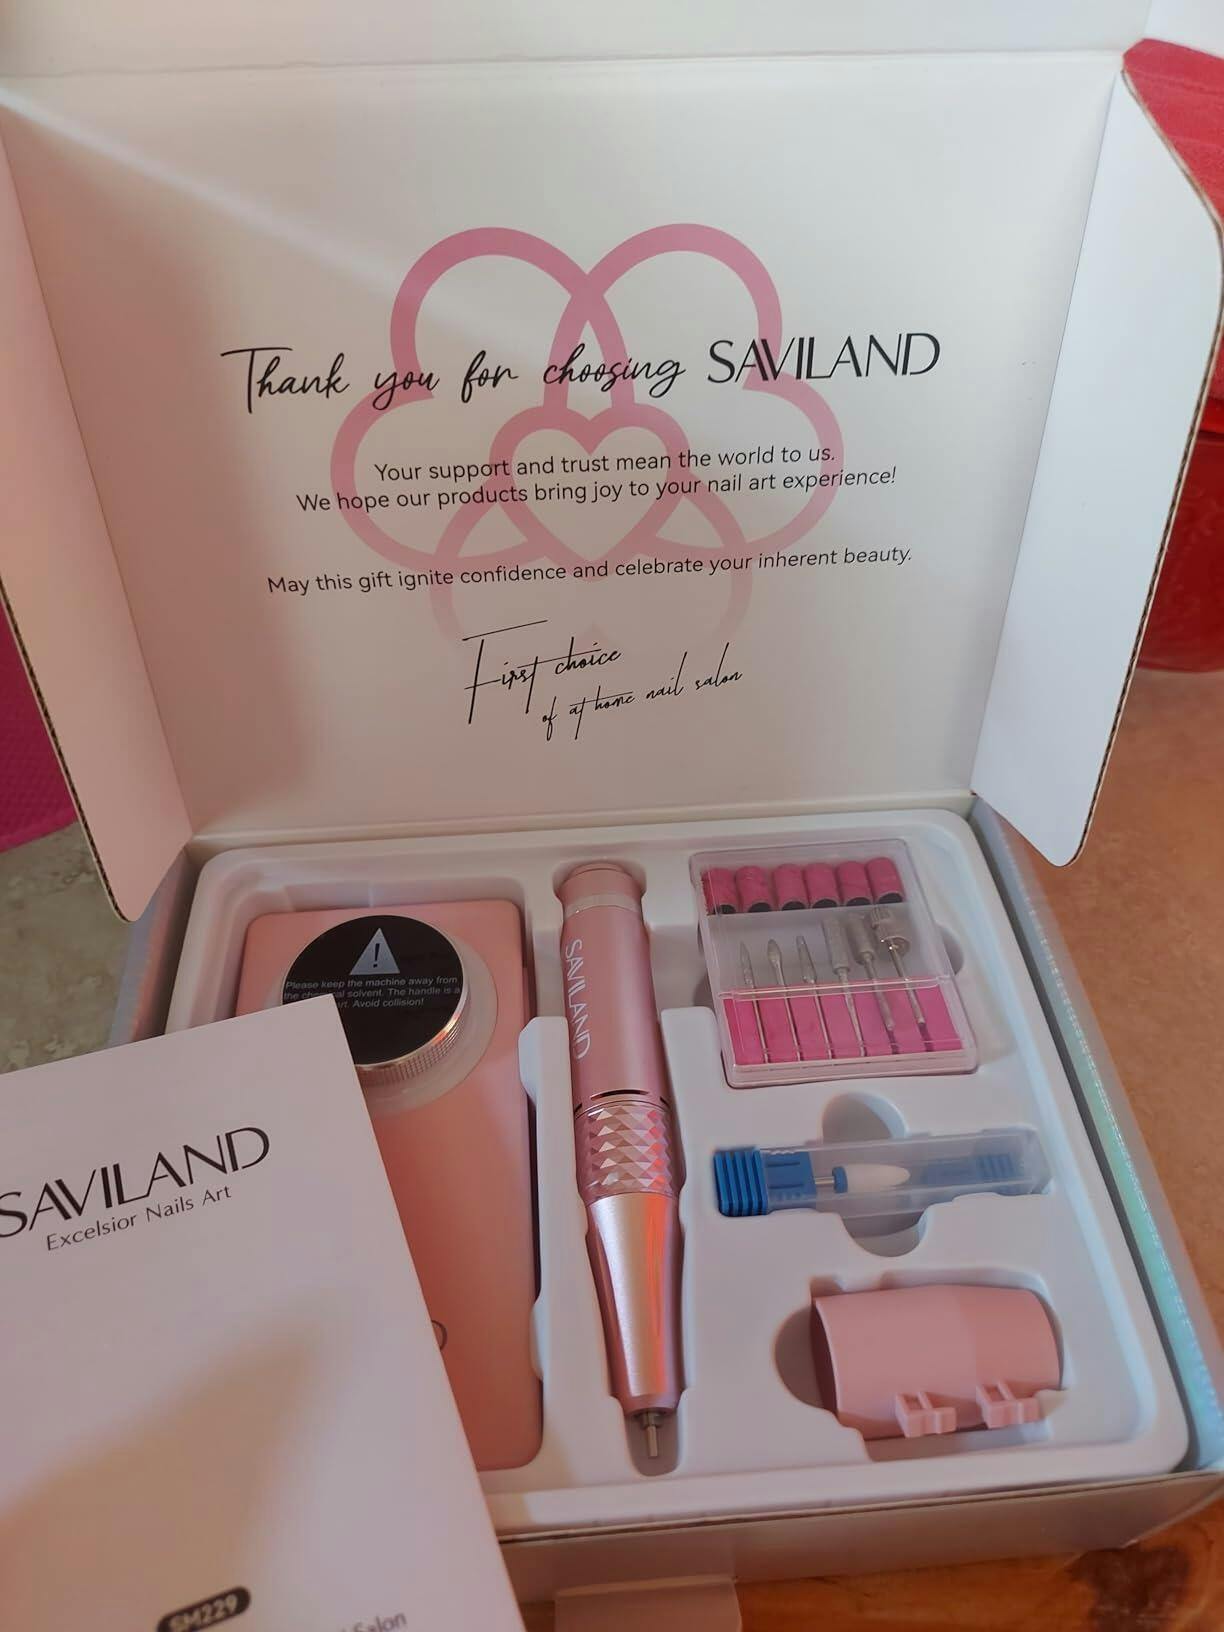 Thank you for choosing SAVILAND
Your support and trust mean the world to us.
We hope our products bring joy to your nail art experience!
May this gift ignite confidence and celebrate your inherent beauty.
First choice
of at home nail salon
!
Please keep the machine away from
the chemical solvent. The handle is a
Avoid collision!
SAVILAND
SAVILAND
Excelsior Nails Art
SM229
Salon